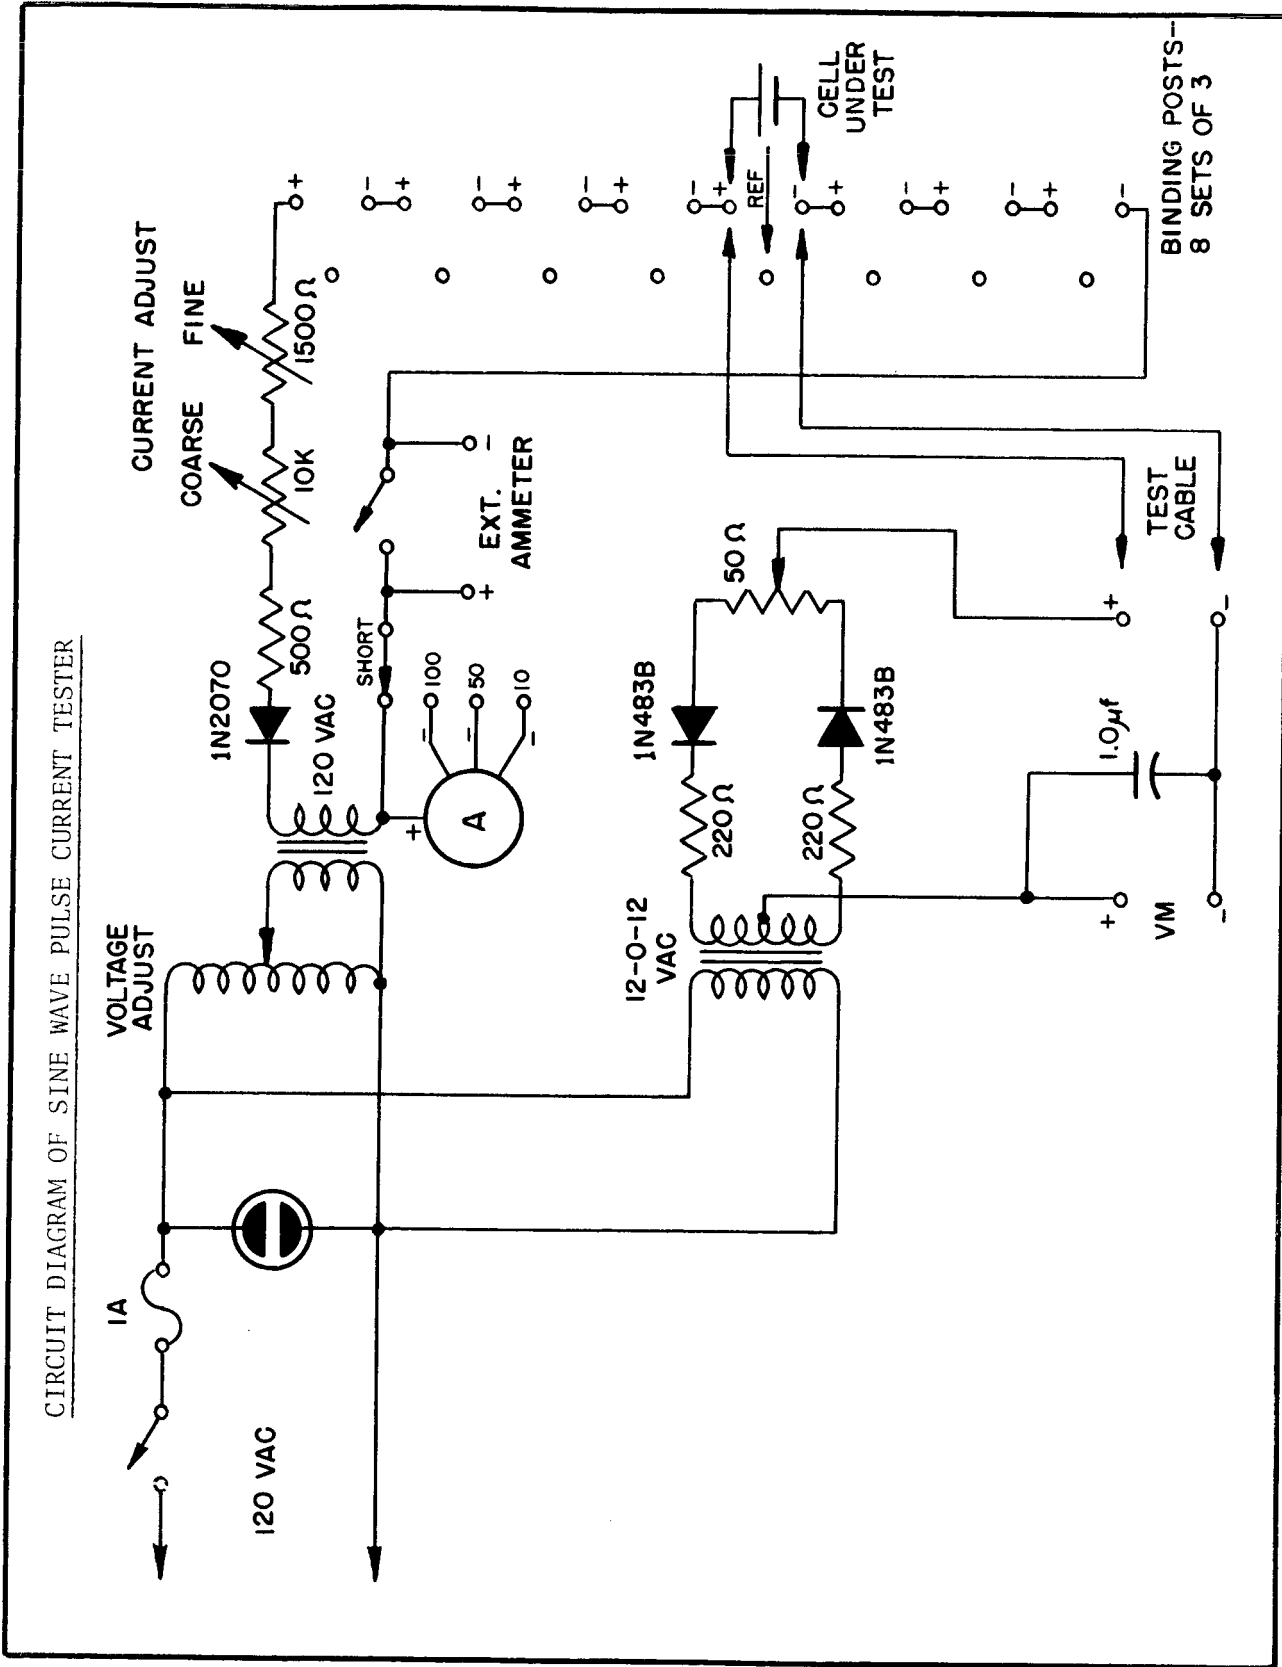 CIRCUIT DIAGRAM OF SINE WAVE PULSE CURRENT TESTER
1A
120 VAC
VOLTAGE
ADJUST
120 VAC
1N2070
500Ω
CURRENT ADJUST
COARSE
FINE
10K
1500Ω
+
A
- 100
- 50
- 10
SHORT
+
-
EXT.
AMMETER
12-0-12
VAC
220Ω
220Ω
1N483B
1N483B
50Ω
+
-
VM
1.0μf
+
-
TEST
CABLE
+
-
+
-
+
-
+
-
+
-
+
-
+
-
+
-
REF
CELL
UNDER
TEST
BINDING POSTS-
8 SETS OF 3